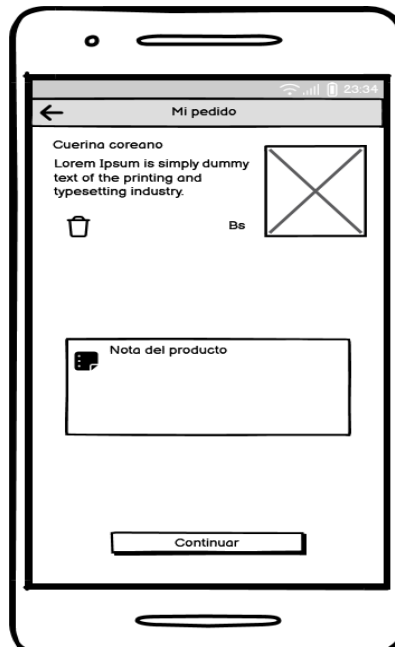 23:34
Mi pedido
Cuerina coreano
Lorem Ipsum is simply dummy
text of the printing and
typesetting industry.
Bs
Nota del producto
Continuar